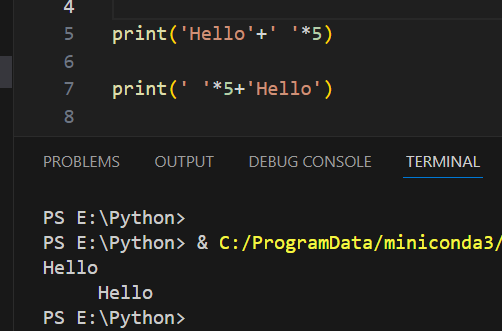 4
5 print('Hello'+' '*5)
6
7 print(' '*5+'Hello')
8
PROBLEMS OUTPUT DEBUG CONSOLE TERMINAL
PS E:\Python>
PS E:\Python> & C:/ProgramData/miniconda3/
Hello
     Hello
PS E:\Python>